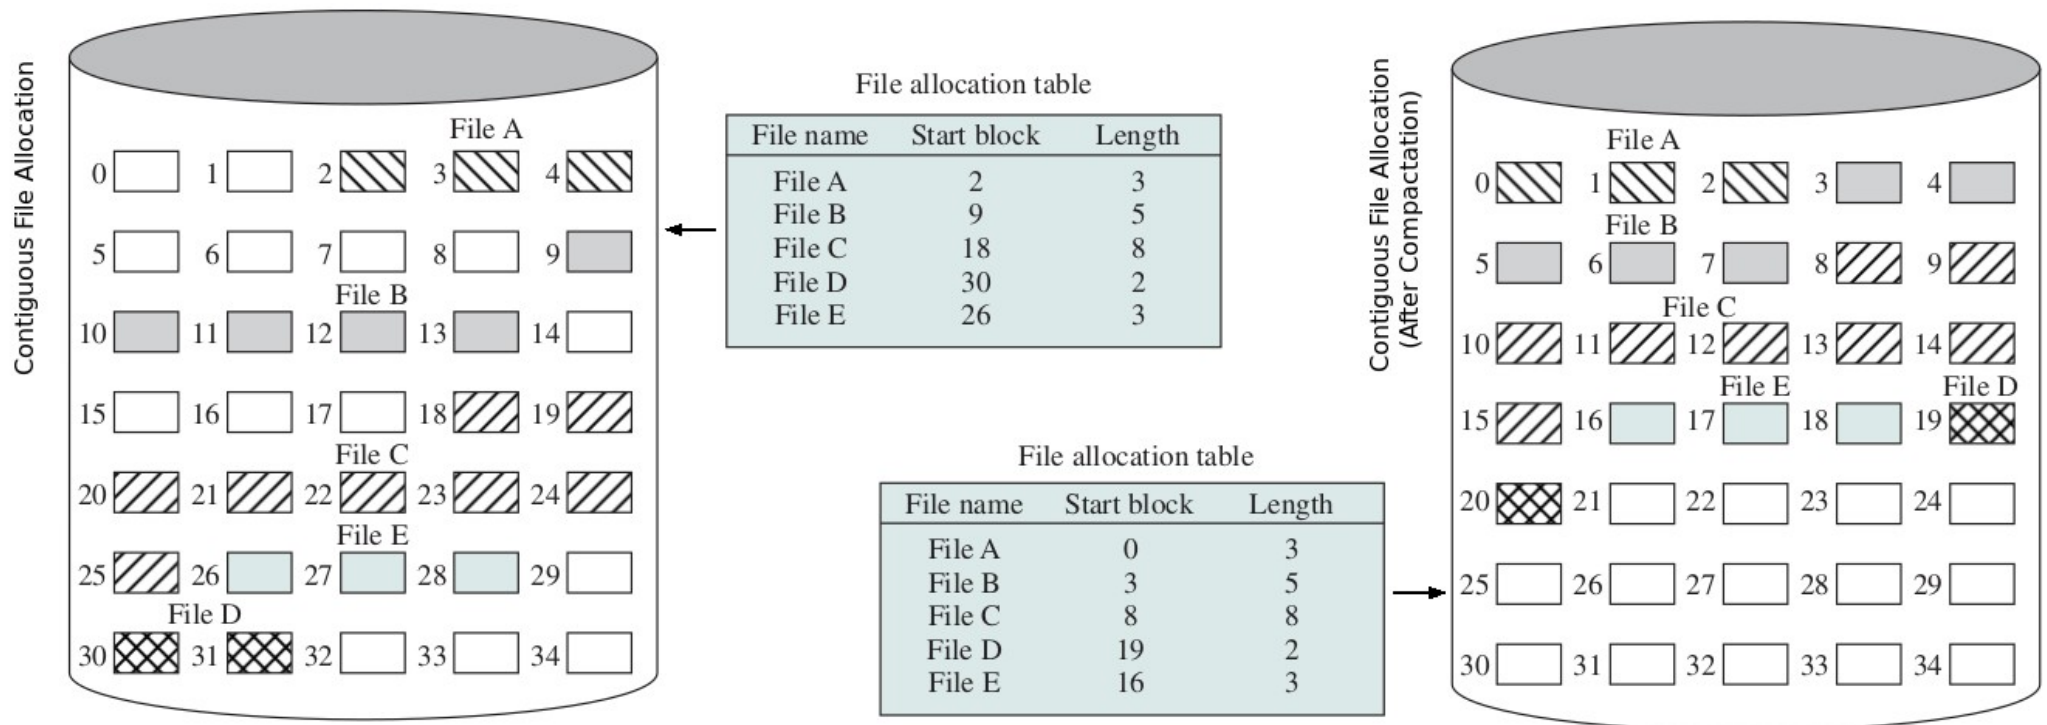 Contiguous File Allocation
File A
0 1 2 3 4
5 6 7 8 9
File B
10 11 12 13 14
15 16 17 18 19
File C
20 21 22 23 24
File E
25 26 27 28 29
File D
30 31 32 33 34
File allocation table
File name Start block Length
File A 2 3
File B 9 5
File C 18 8
File D 30 2
File E 26 3
File allocation table
File name Start block Length
File A 0 3
File B 3 5
File C 8 8
File D 19 2
File E 16 3
Contiguous File Allocation
(After Compactation)
File A
0 1 2 3 4
File B
5 6 7 8 9
File C
10 11 12 13 14
File E File D
15 16 17 18 19
20 21 22 23 24
25 26 27 28 29
30 31 32 33 34